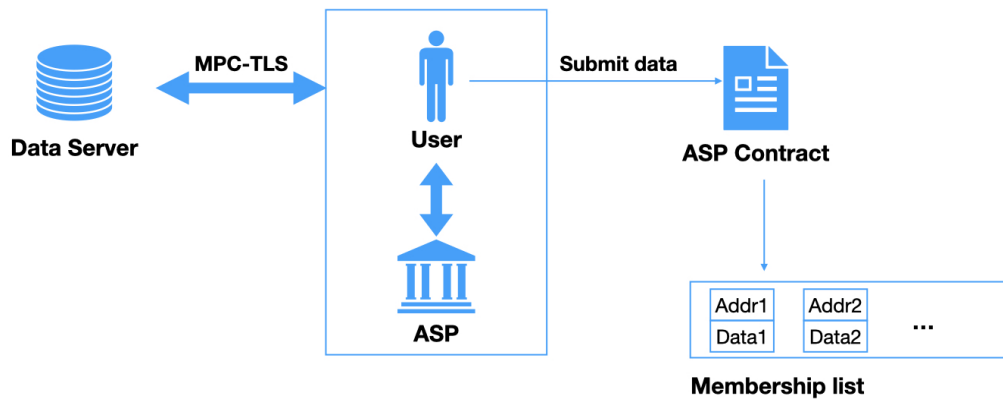 MPC-TLS
Submit data
Data Server
User
ASP Contract
ASP
Addr1 Addr2
Data1 Data2 ...
Membership list